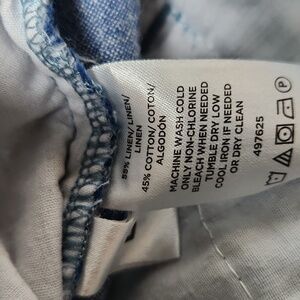 55% LINEN/ LINEN/
LINEN
45% COTTON/ COTON/
ALGODÓN
MACHINE WASH COLD
ONLY NON-CHLORINE
BLEACH WHEN NEEDED
TUMBLE DRY LOW
COOL IRON IF NEEDED
OR DRY CLEAN
497625